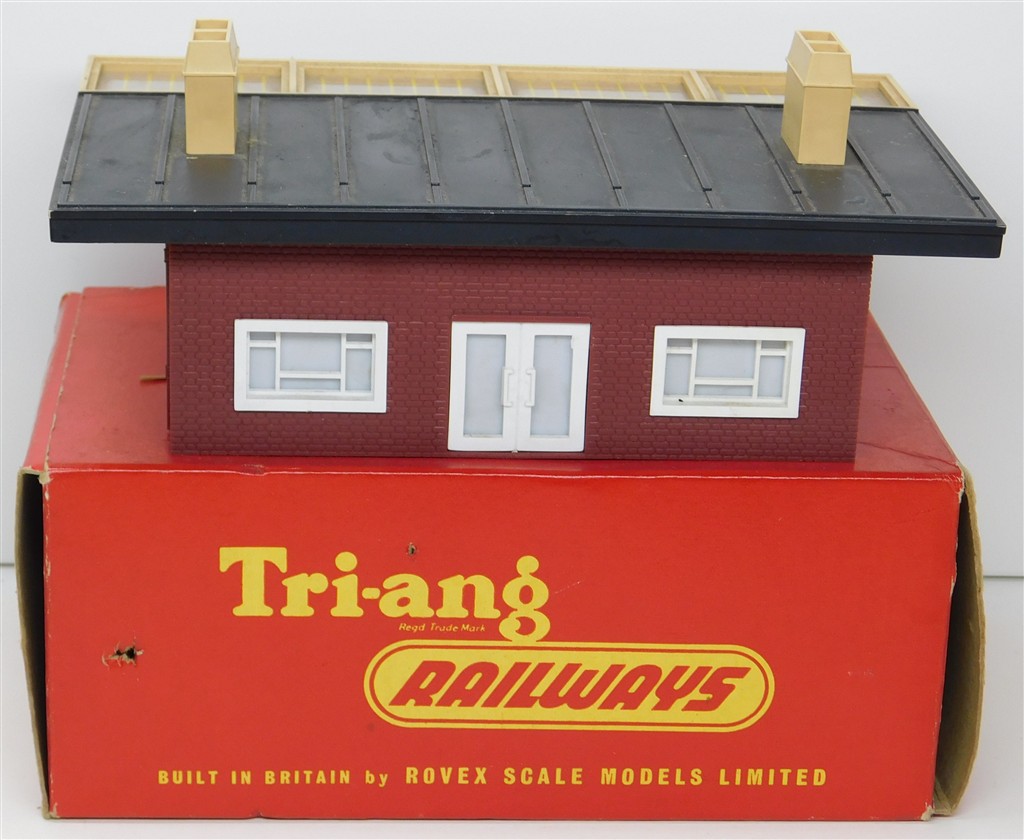 Tri-ang
Regd. Trade Mark
RAILWAYS
BUILT IN BRITAIN by ROVEX SCALE MODELS LIMITED